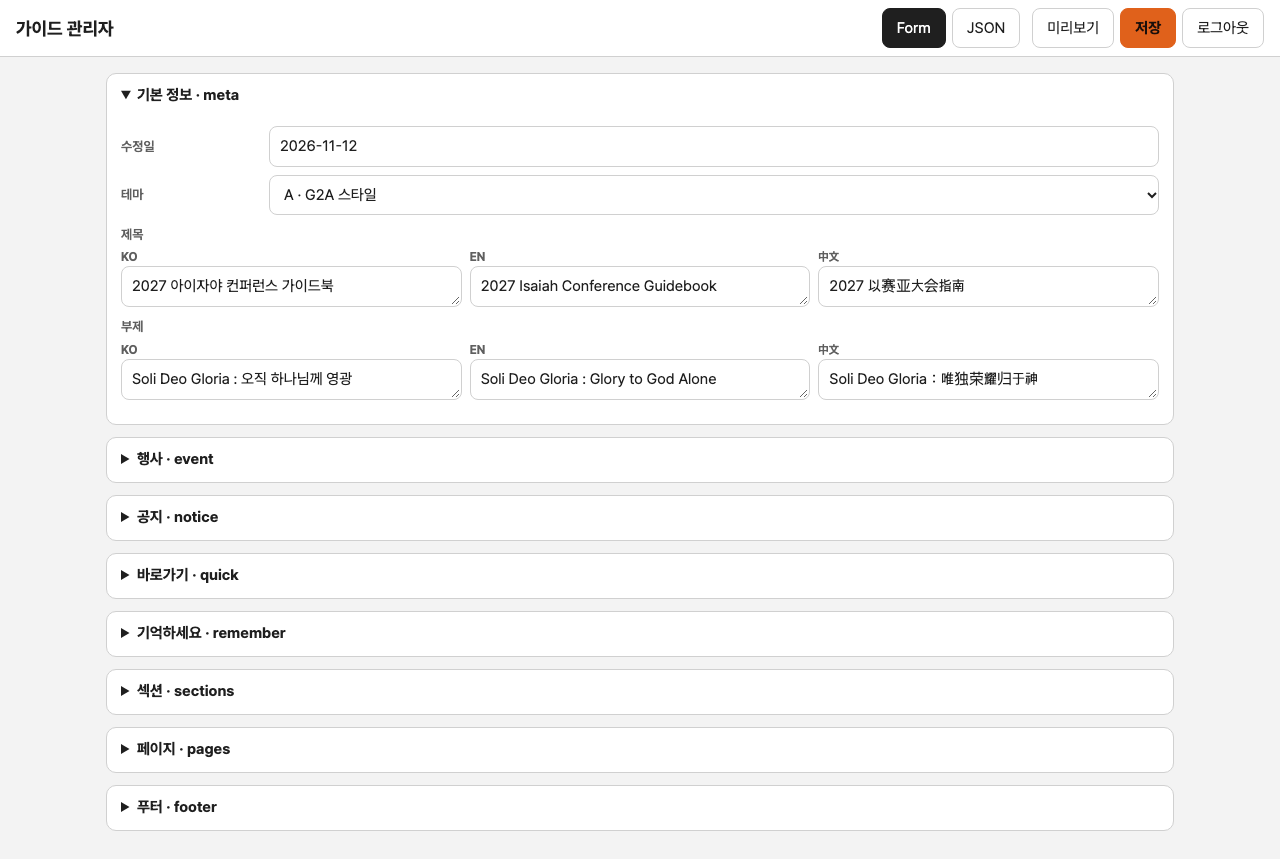 가이드 관리자
Form JSON 미리보기 저장 로그아웃
기본 정보 · meta
수정일 2026-11-12
테마 A · G2A 스타일
제목
KO EN 中文
2027 아이자야 컨퍼런스 가이드북 2027 Isaiah Conference Guidebook 2027 以赛亚大会指南
부제
KO EN 中文
Soli Deo Gloria : 오직 하나님께 영광 Soli Deo Gloria : Glory to God Alone Soli Deo Gloria：唯独荣耀归于神
행사 · event
공지 · notice
바로가기 · quick
기억하세요 · remember
섹션 · sections
페이지 · pages
푸터 · footer